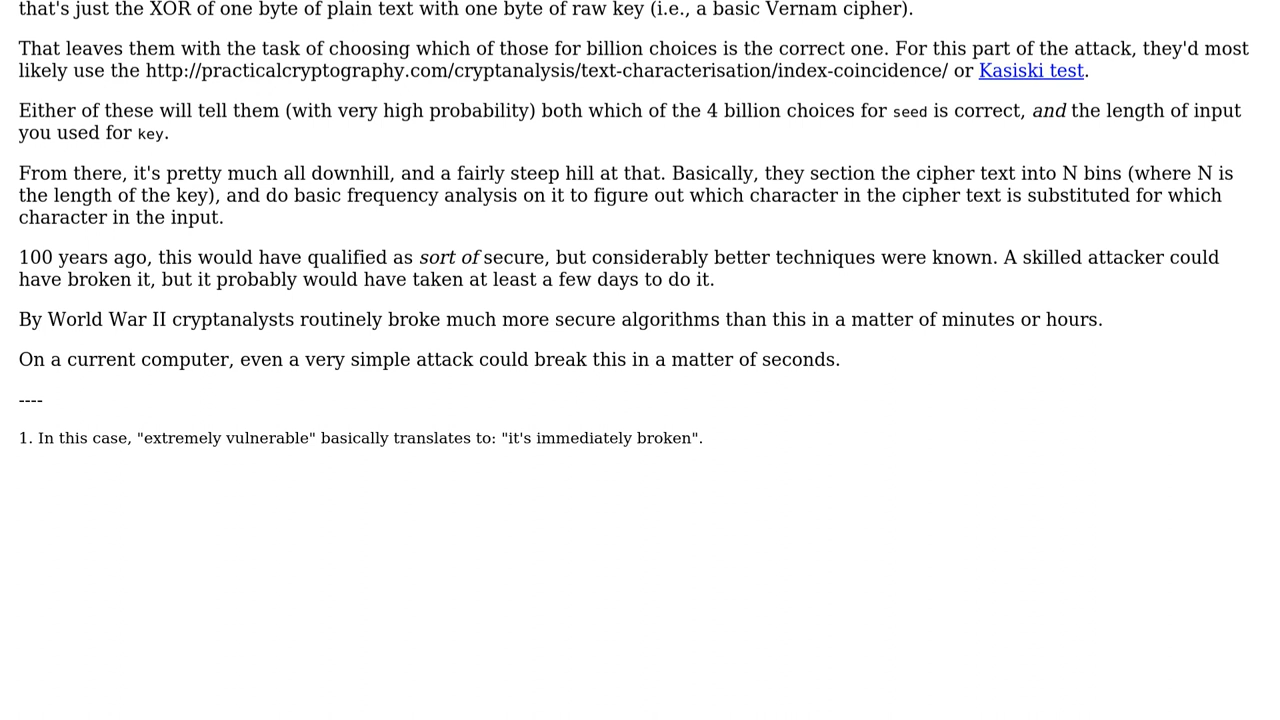 that's just the XOR of one byte of plain text with one byte of raw key (i.e., a basic Vernam cipher).
That leaves them with the task of choosing which of those for billion choices is the correct one. For this part of the attack, they'd most
likely use the http://practicalcryptography.com/cryptanalysis/text-characterisation/index-coincidence/ or Kasiski test.
Either of these will tell them (with very high probability) both which of the 4 billion choices for seed is correct, and the length of input
you used for key.
From there, it's pretty much all downhill, and a fairly steep hill at that. Basically, they section the cipher text into N bins (where N is
the length of the key), and do basic frequency analysis on it to figure out which character in the cipher text is substituted for which
character in the input.
100 years ago, this would have qualified as sort of secure, but considerably better techniques were known. A skilled attacker could
have broken it, but it probably would have taken at least a few days to do it.
By World War II cryptanalysts routinely broke much more secure algorithms than this in a matter of minutes or hours.
On a current computer, even a very simple attack could break this in a matter of seconds.
----
1. In this case, "extremely vulnerable" basically translates to: "it's immediately broken".